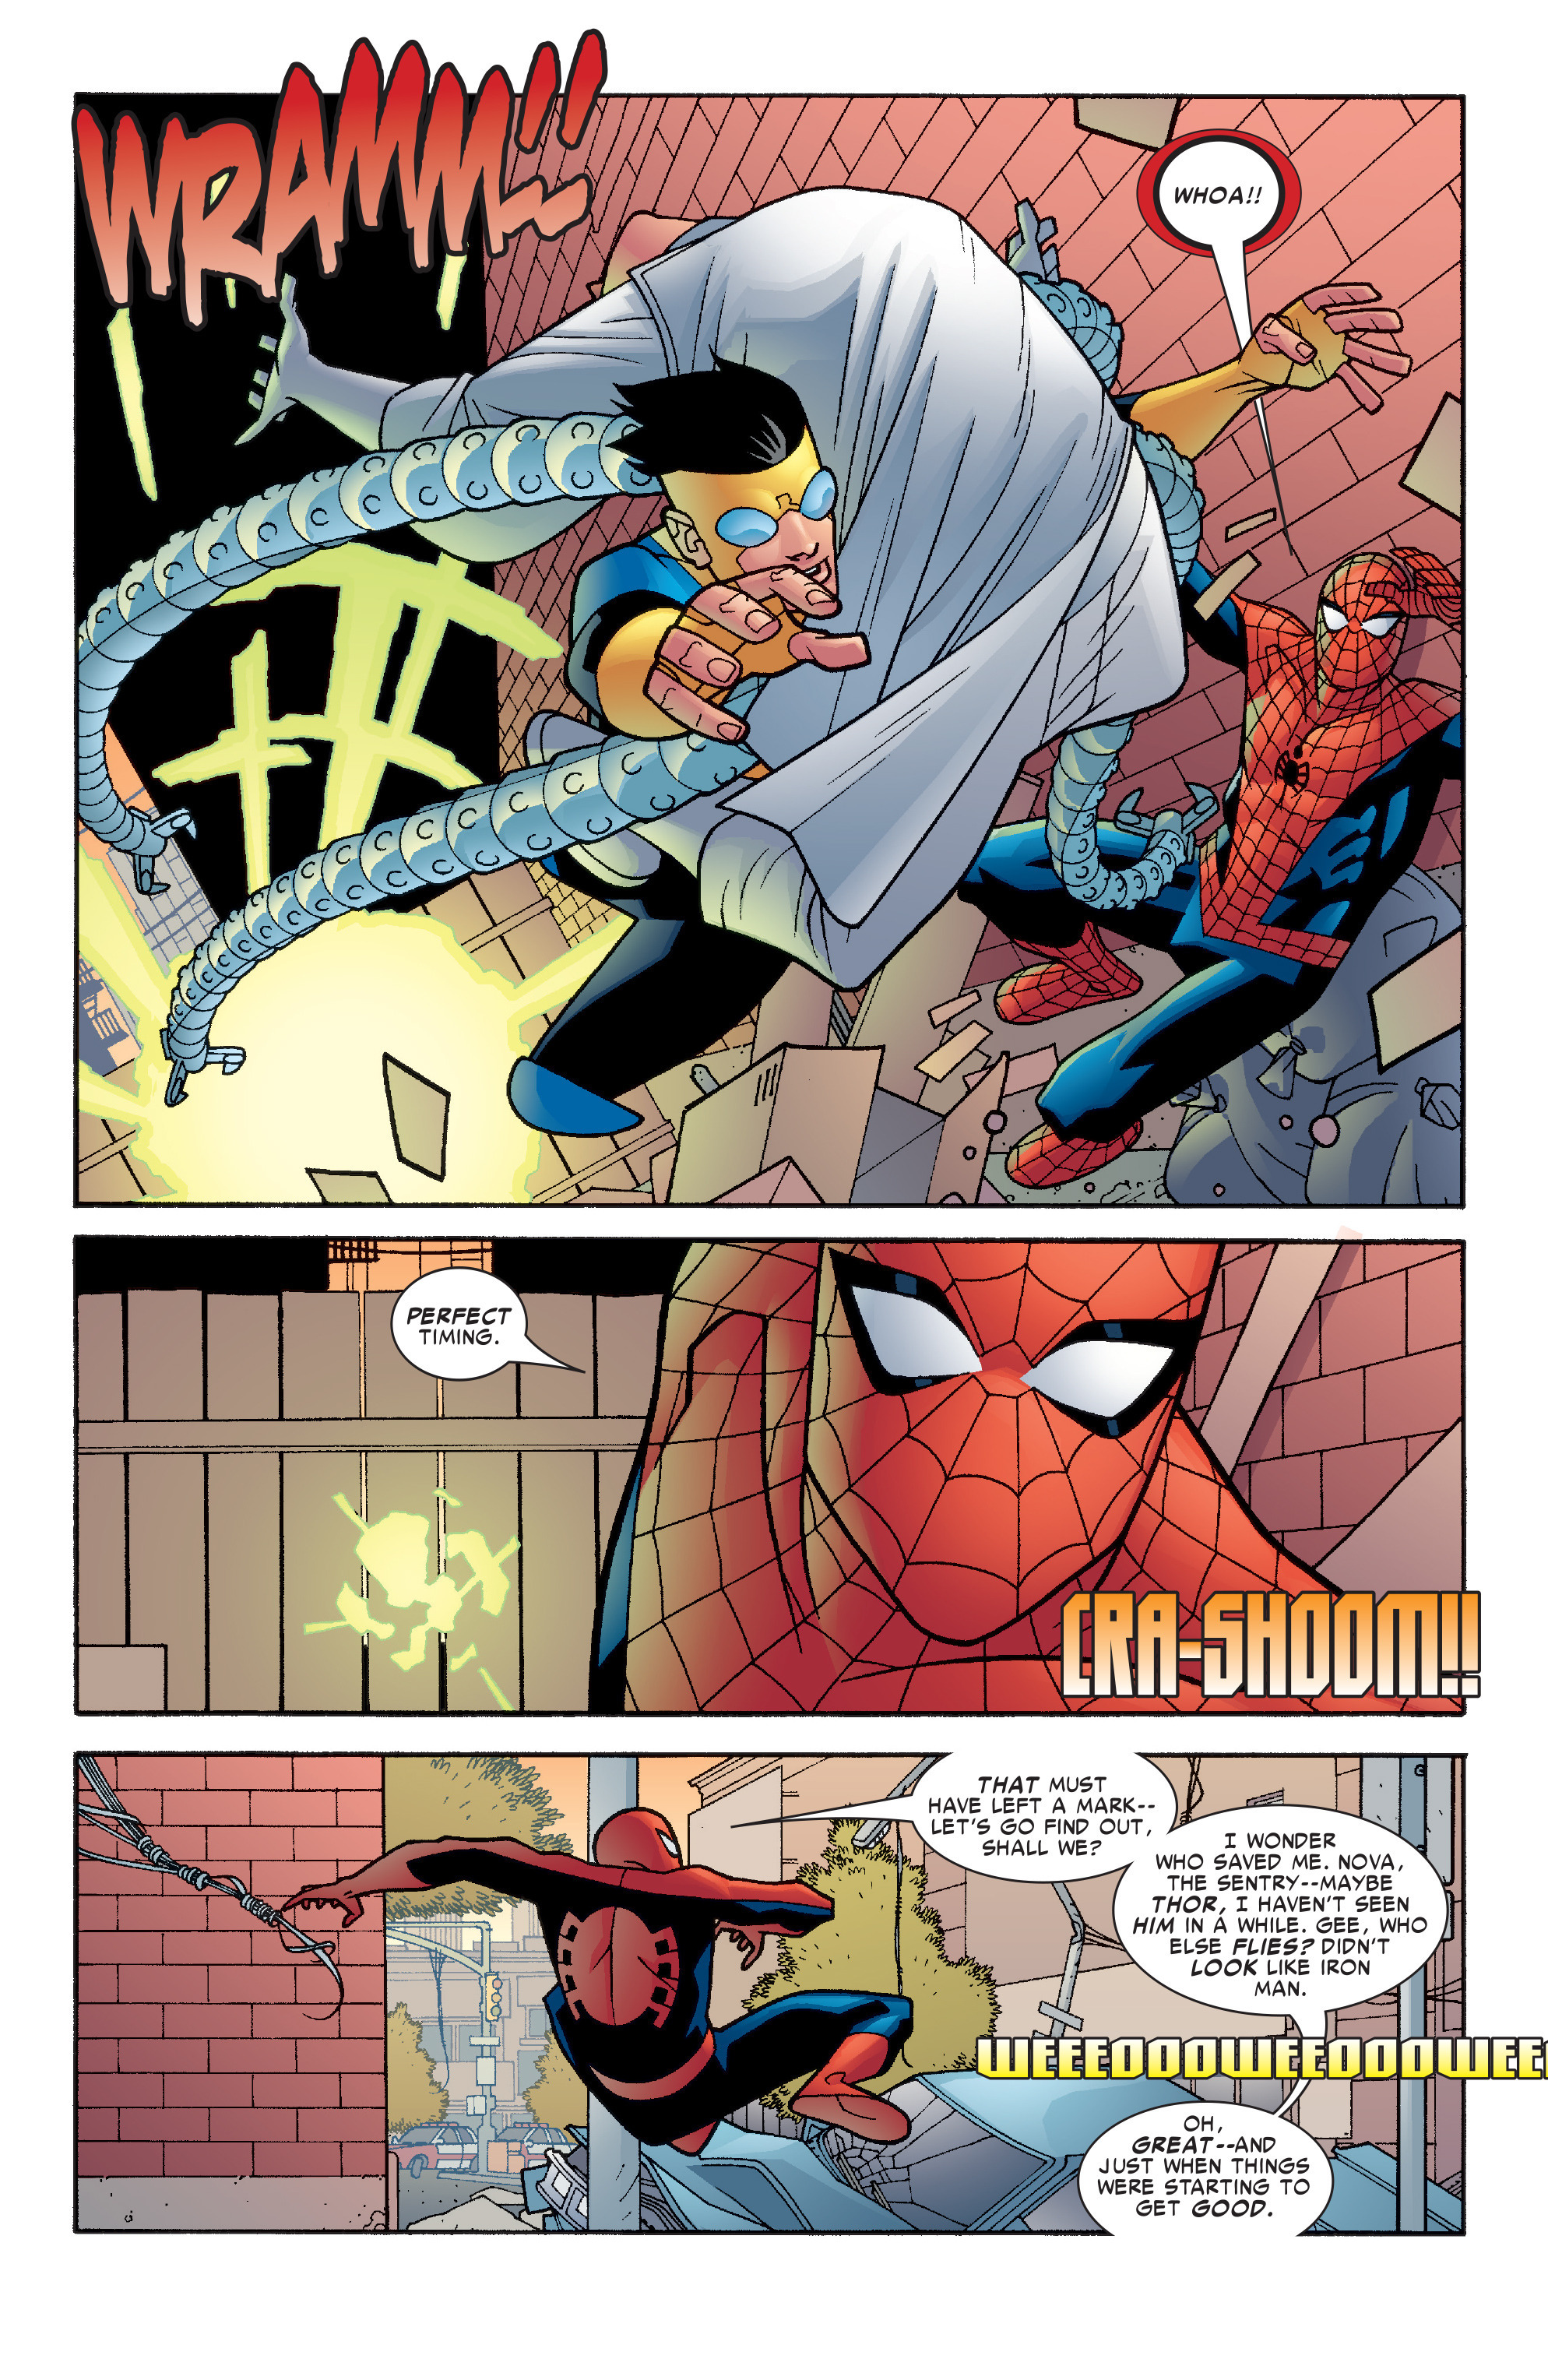 WRAMM!!
WHOA!!
PERFECT
TIMING.
CRA-SHOOM!!
THAT MUST
HAVE LEFT A MARK--
LET'S GO FIND OUT,
SHALL WE?
I WONDER
WHO SAVED ME. NOVA,
THE SENTRY--MAYBE
THOR, I HAVEN'T SEEN
HIM IN A WHILE. GEE, WHO
ELSE FLIES? DIDN'T
LOOK LIKE IRON
MAN.
WEEEOOOWEEOOOWEE
OH,
GREAT--AND
JUST WHEN THINGS
WERE STARTING TO
GET GOOD.